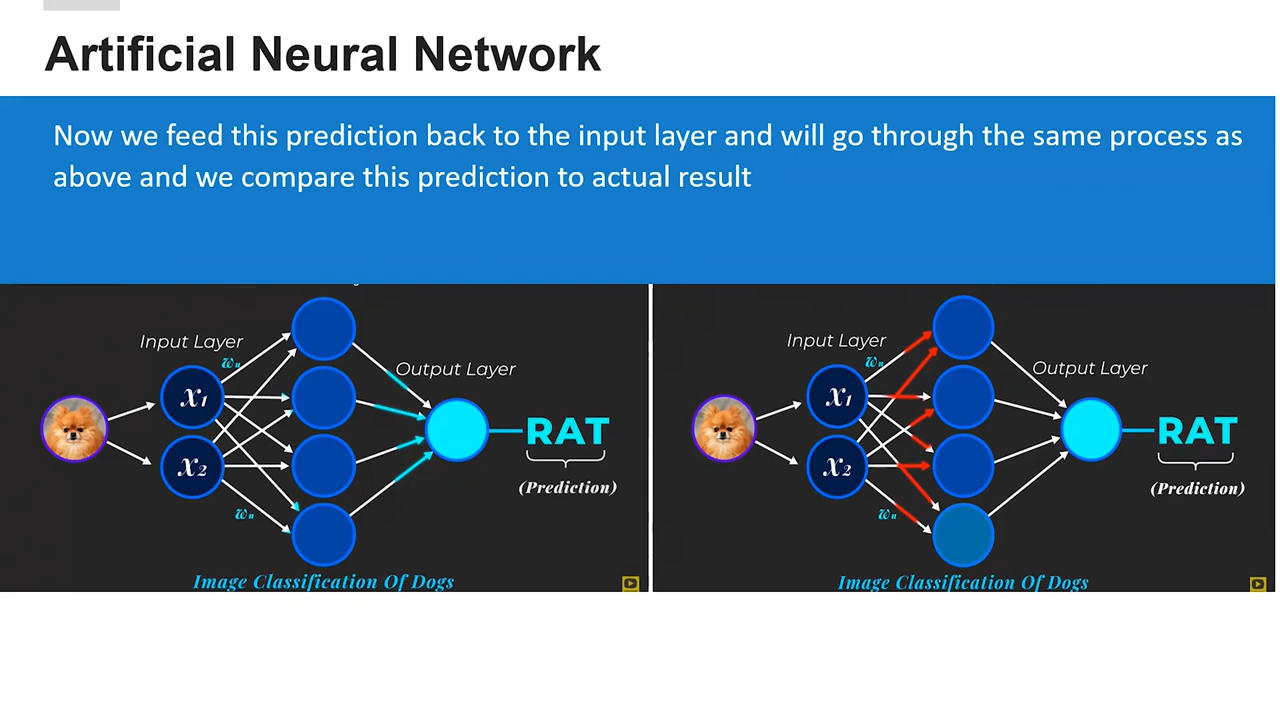 Artificial Neural Network
Now we feed this prediction back to the input layer and will go through the same process as
above and we compare this prediction to actual result
Input Layer
wn
x1
x2
wn
Output Layer
RAT
(Prediction)
Image Classification Of Dogs
Input Layer
wn
x1
x2
wn
Output Layer
RAT
(Prediction)
Image Classification Of Dogs